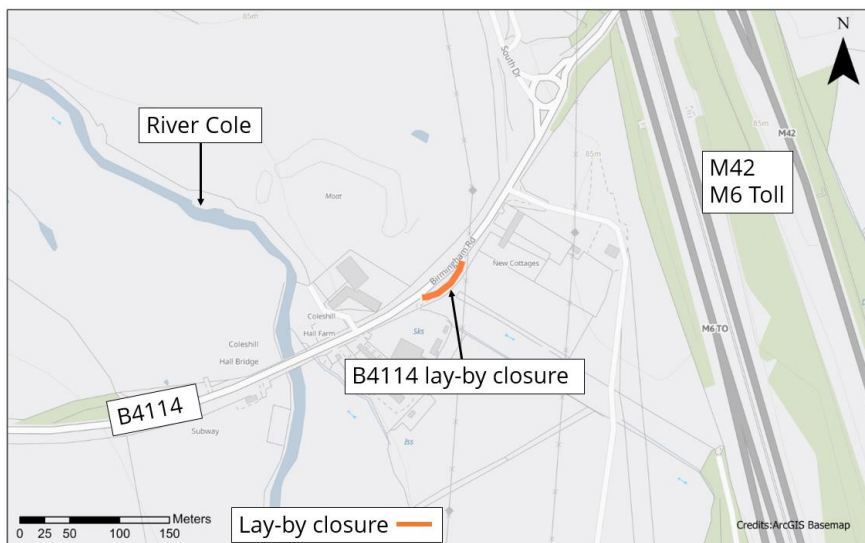 85m
N
South Dr
River Cole
85m
85m
M42
M42
M6 Toll
Moat
Birmingham Rd
New Cottages
Coleshill
Hall Farm
Sks
M6 TO
Coleshill
Hall Bridge
B4114 lay-by closure
B4114
Subway
Iss
Meters
0 25 50 100 150
Lay-by closure
Credits:ArcGIS Basemap